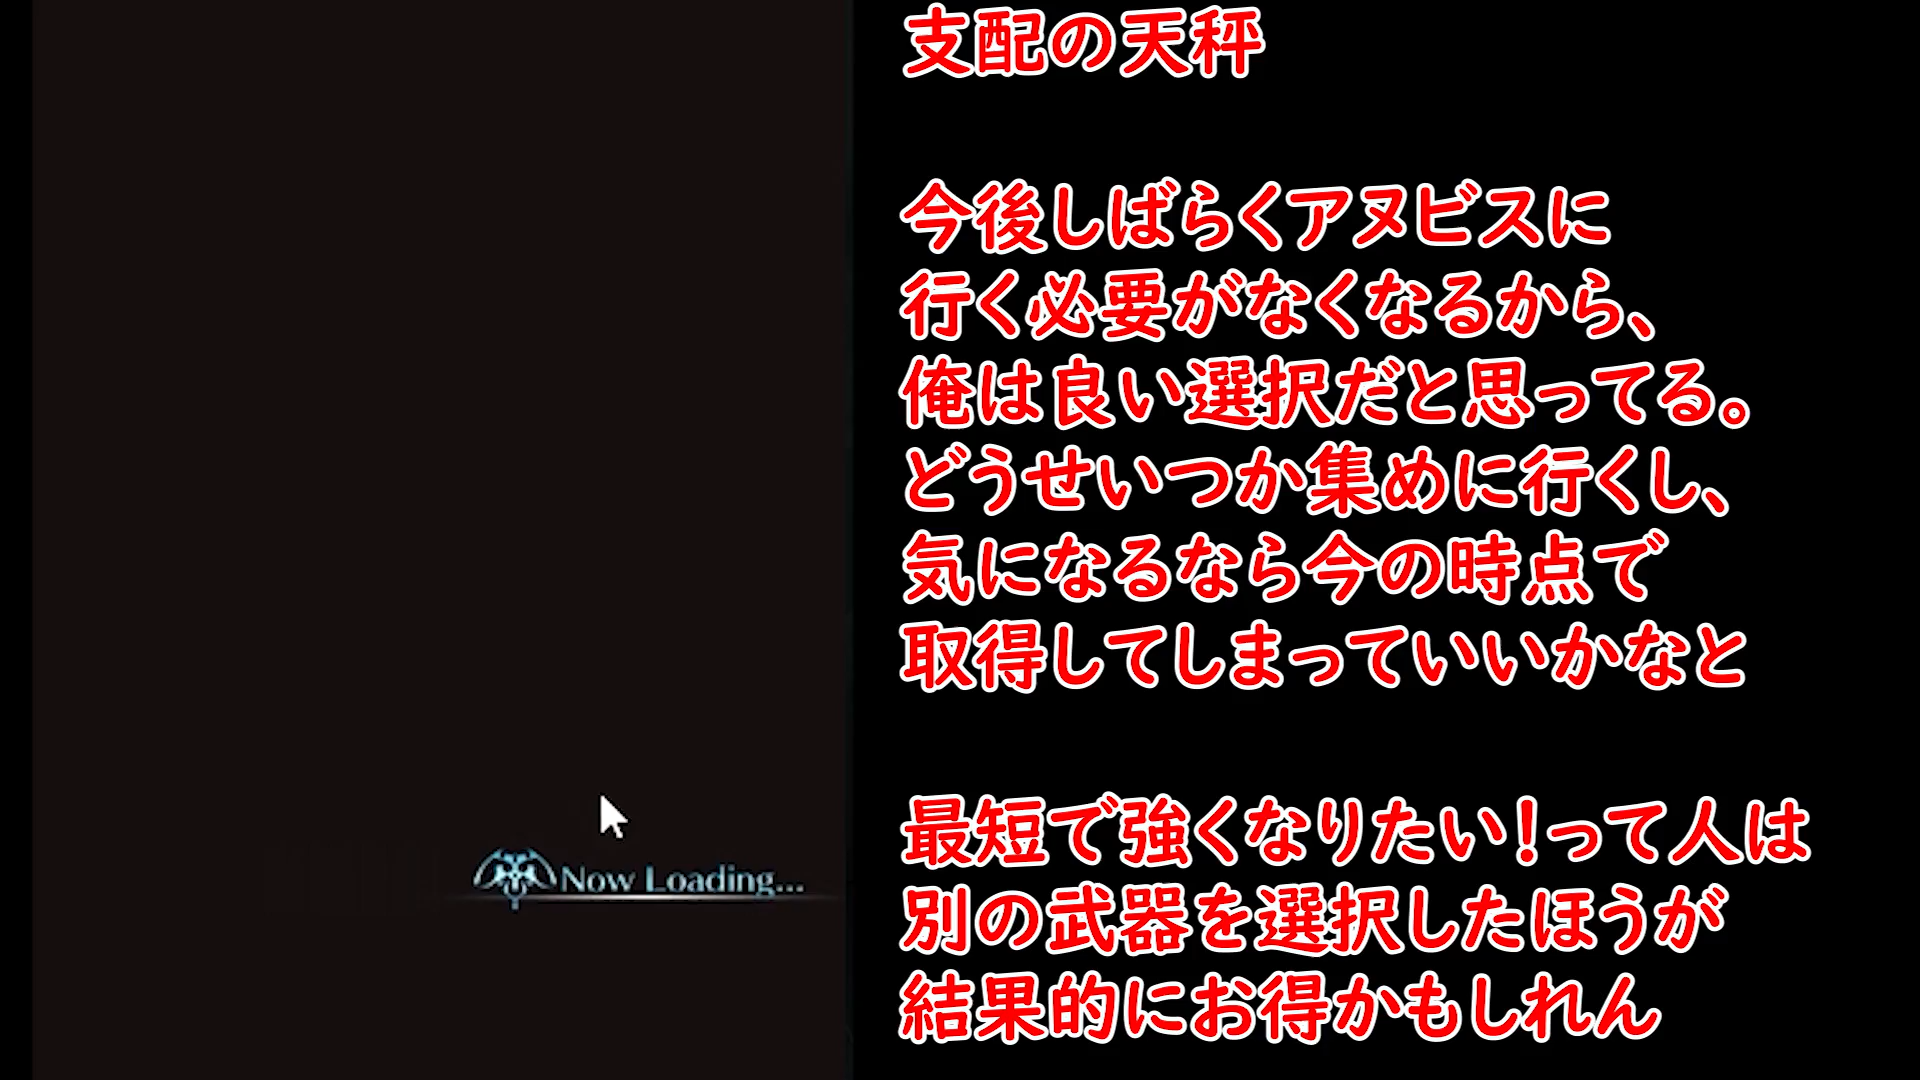 支配の天秤
今後しばらくアヌビスに
行く必要がなくなるから、
俺は良い選択だと思ってる。
どうせいつか集めに行くし、
気になるなら今の時点で
取得してしまっていいかなと
最短で強くなりたい！って人は
別の武器を選択したほうが
結果的にお得かもしれん
Now Loading...